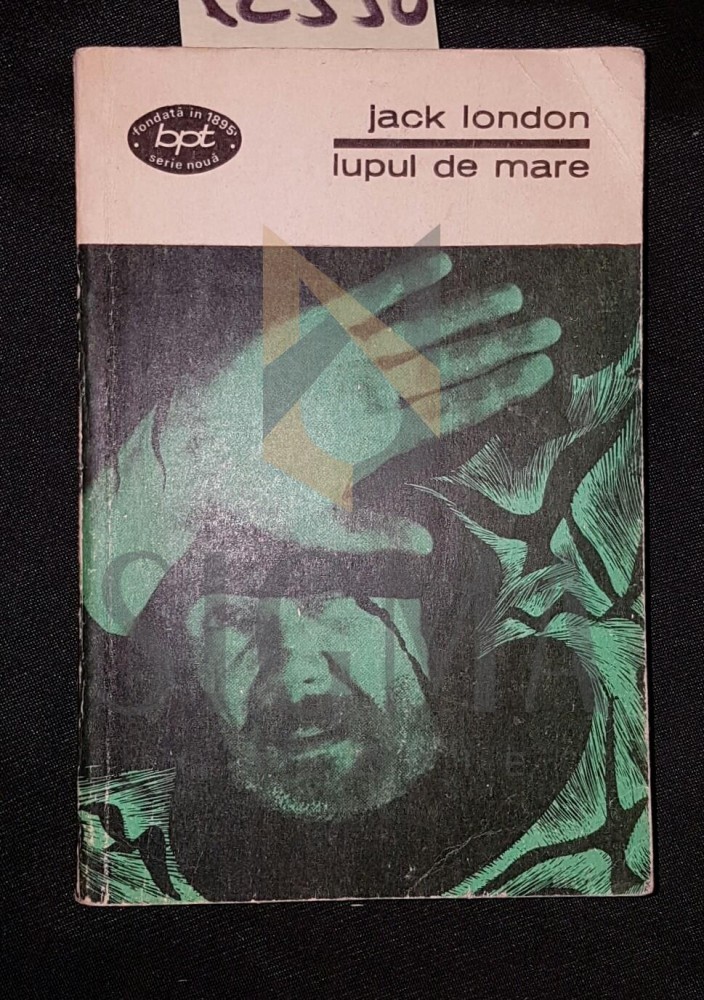 jack london
lupul de mare
fondată în 1895
bpt
serie nouă